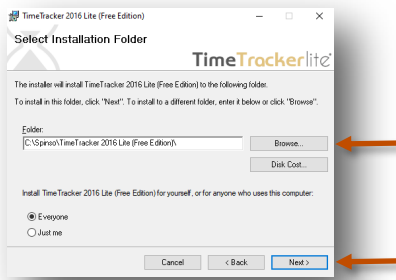 TimeTracker 2016 Lite (Free Edition)
Select Installation Folder
TimeTrackerlite
The installer will install TimeTracker 2016 Lite (Free Edition) to the following folder.
To install in this folder, click "Next". To install to a different folder, enter it below or click "Browse".
Folder:
C:\Spinso\TimeTracker 2016 Lite (Free Edition)\
Browse...
Disk Cost...
Install TimeTracker 2016 Lite (Free Edition) for yourself, or for anyone who uses this computer:
Everyone
Just me
Cancel
< Back
Next >